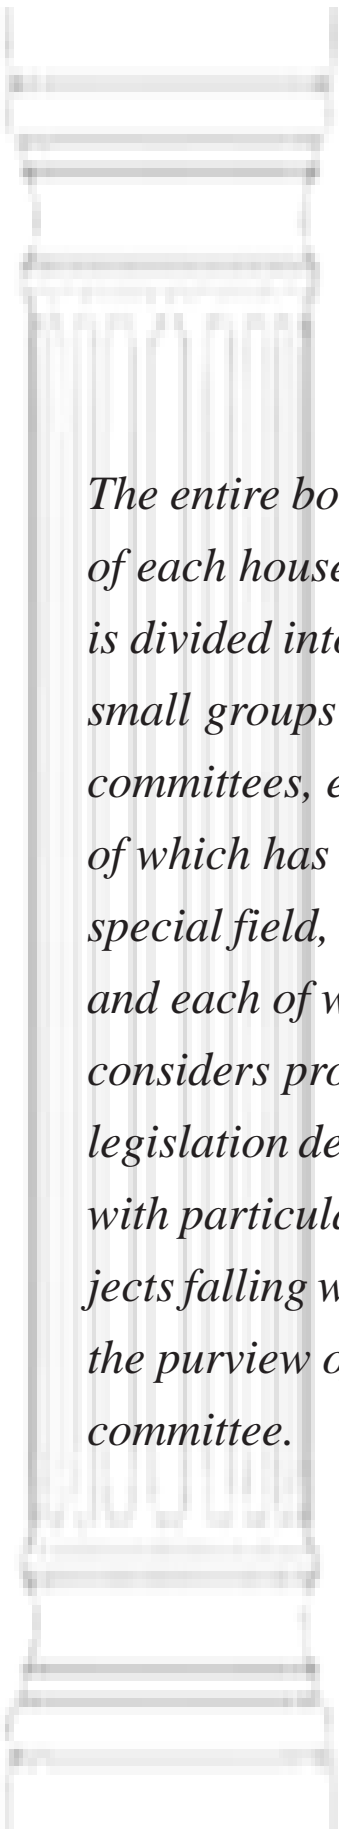 The entire bo
of each house
is divided into
small groups
committees, e
of which has
special field,
and each of w
considers pro
legislation de
with particula
jects falling w
the purview o
committee.